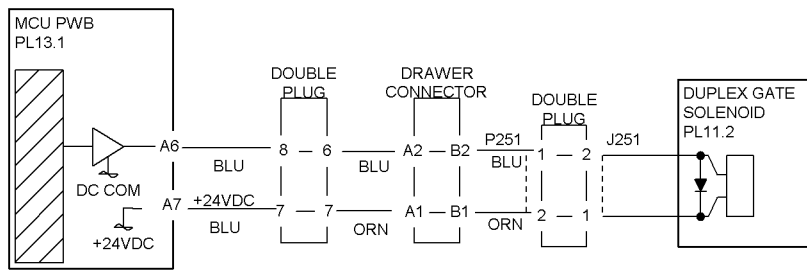 MCU PWB
PL13.1
DOUBLE
PLUG
DRAWER
CONNECTOR
DOUBLE
PLUG
DUPLEX GATE
SOLENOID
PL11.2
A6
8 6
A2 B2
P251
1 2
J251
BLU
BLU
BLU
DC COM
A7
+24VDC
7 7
A1 B1
2 1
+24VDC
BLU
ORN
ORN